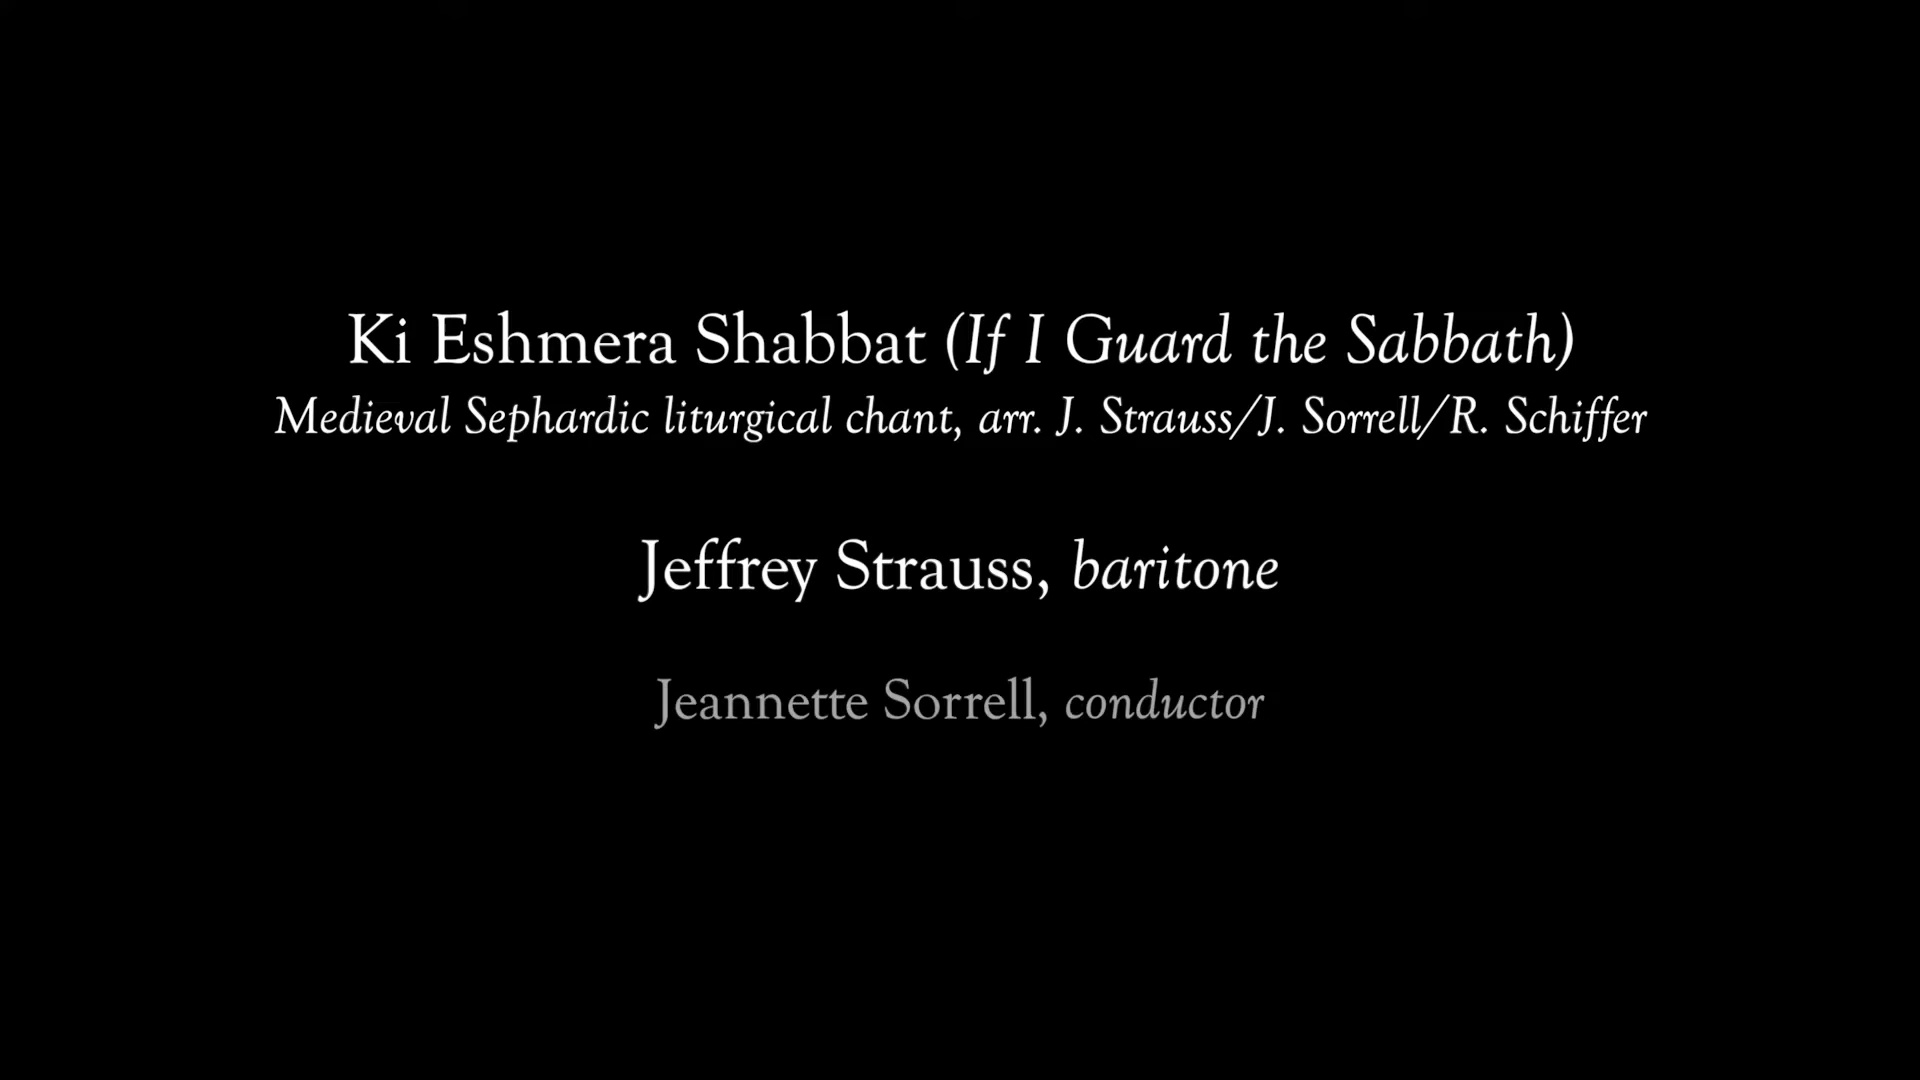 Ki Eshmera Shabbat (If I Guard the Sabbath)
Medieval Sephardic liturgical chant, arr. J. Strauss/J. Sorrell/R. Schiffer
Jeffrey Strauss, baritone
Jeannette Sorrell, conductor